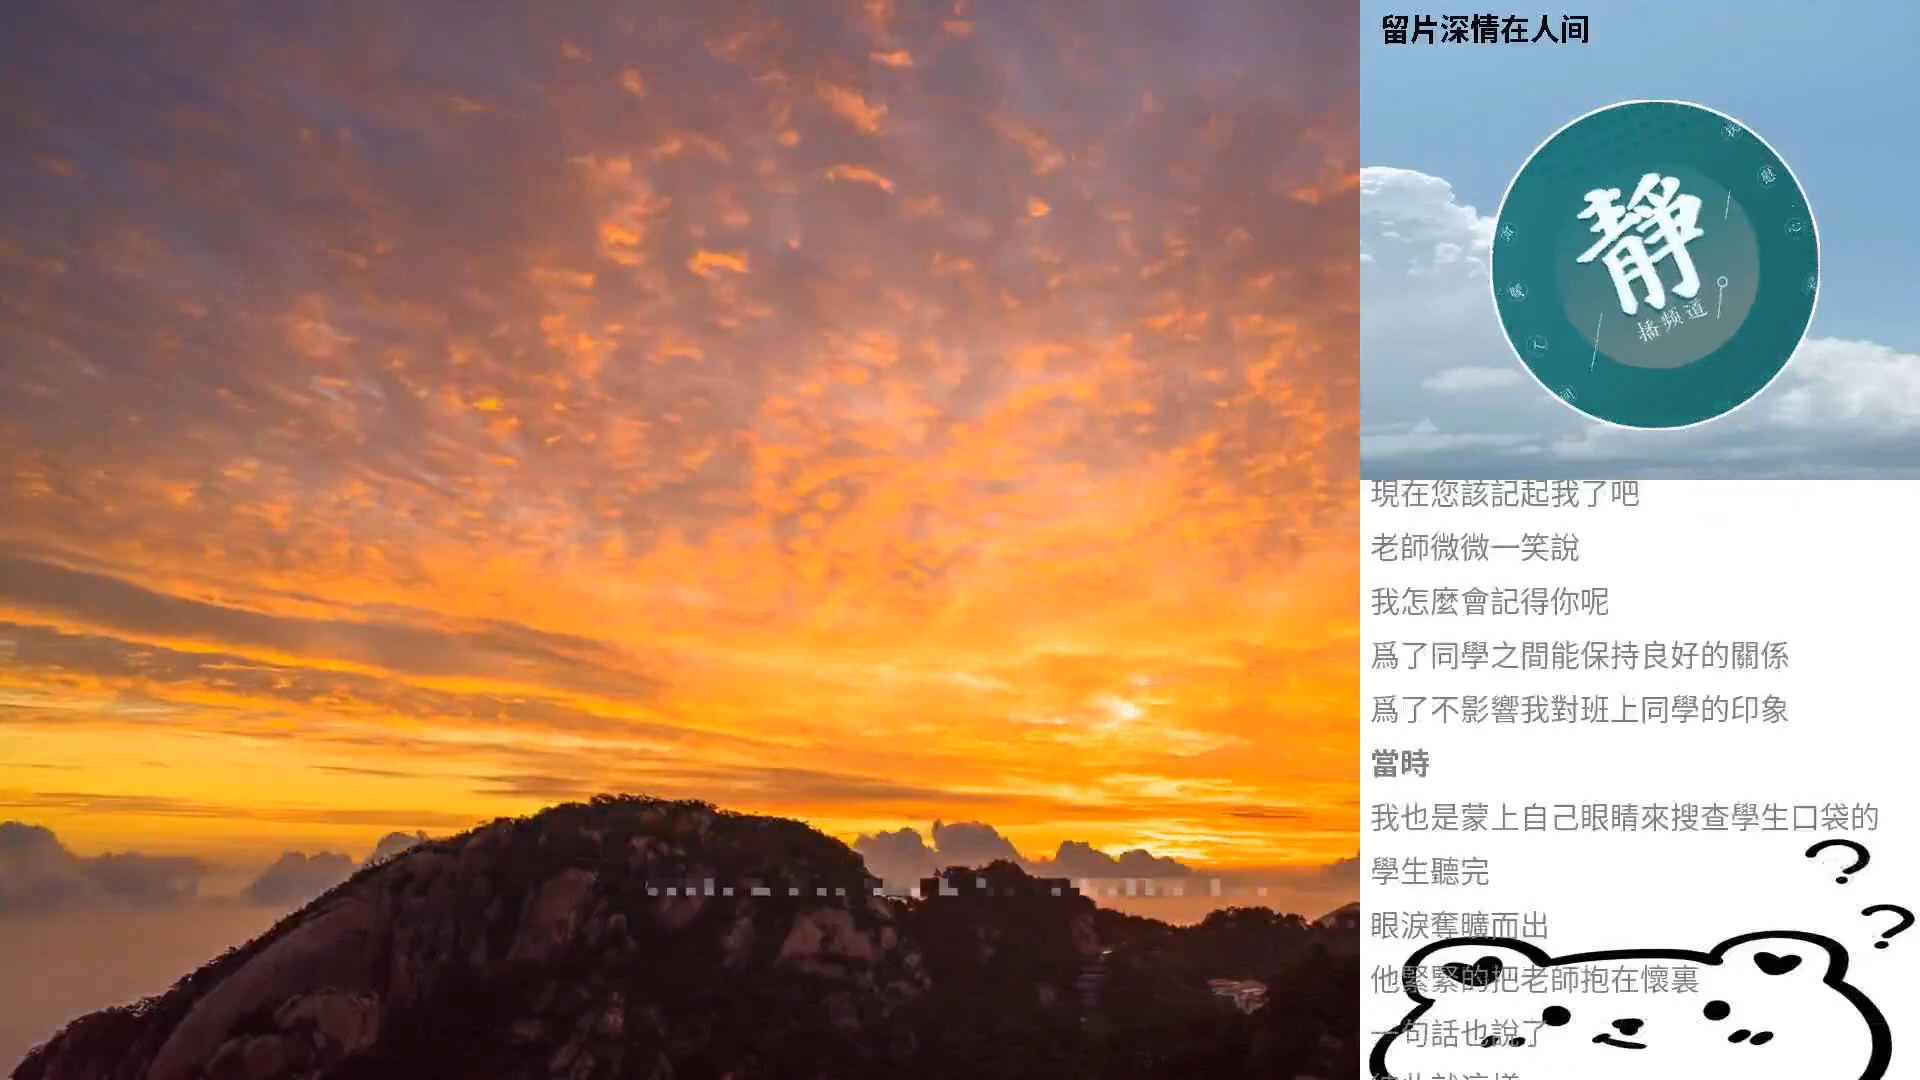 留片深情在人间
靜
播频道
現在您該記起我了吧
老師微微一笑說
我怎麼會記得你呢
爲了同學之間能保持良好的關係
爲了不影響我對班上同學的印象
當時
我也是蒙上自己眼睛來搜查學生口袋的
學生聽完
眼淚奪曠而出
他緊緊的把老師抱在懷裏
一句話也說了